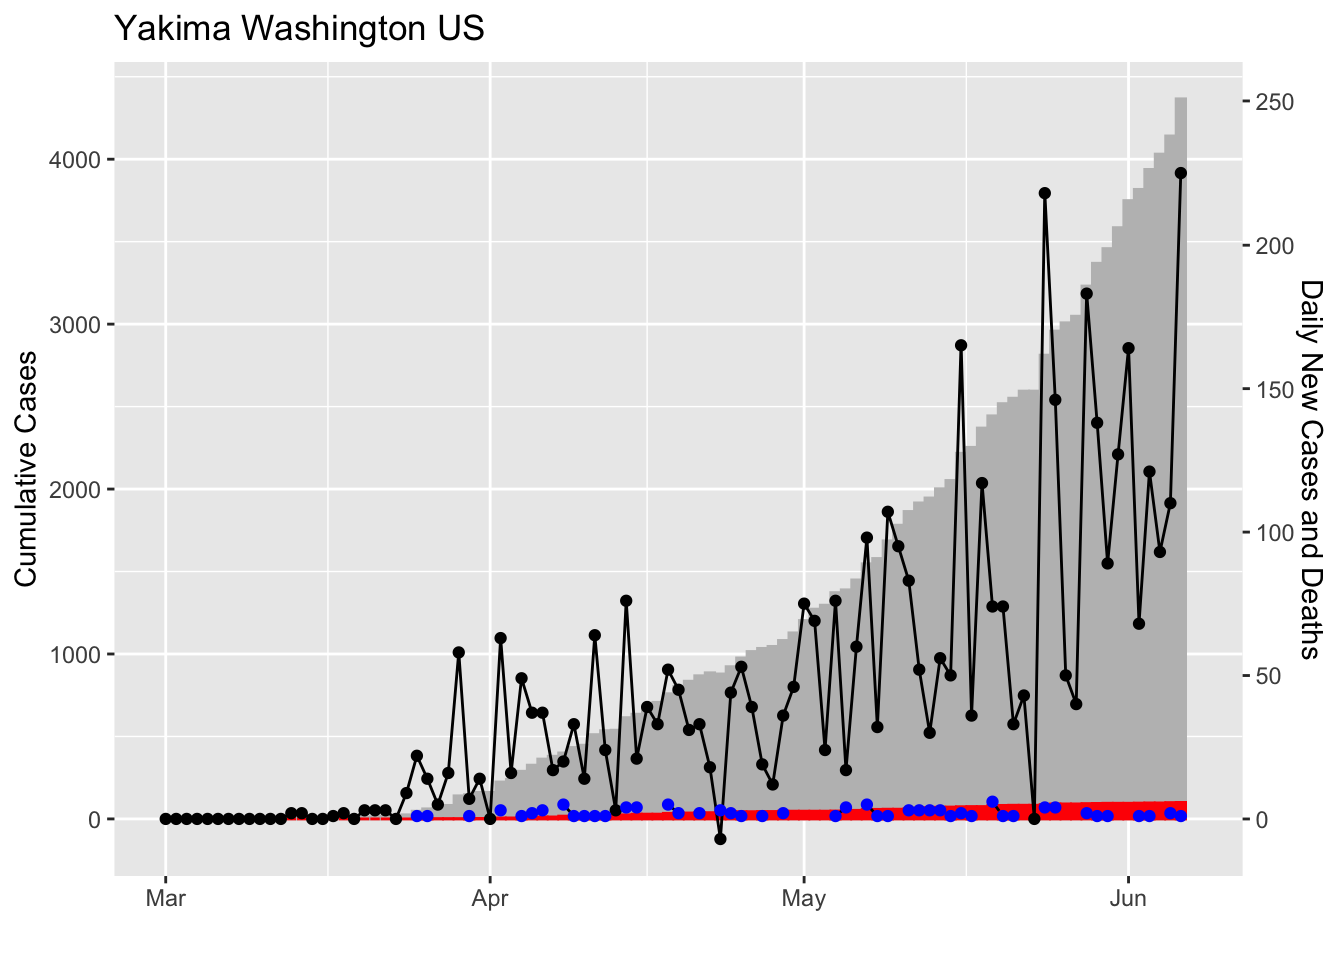 Yakima Washington US
Cumulative Cases
4000
3000
2000
1000
0
250
200
150
100
50
0
Daily New Cases and Deaths
Mar
Apr
May
Jun